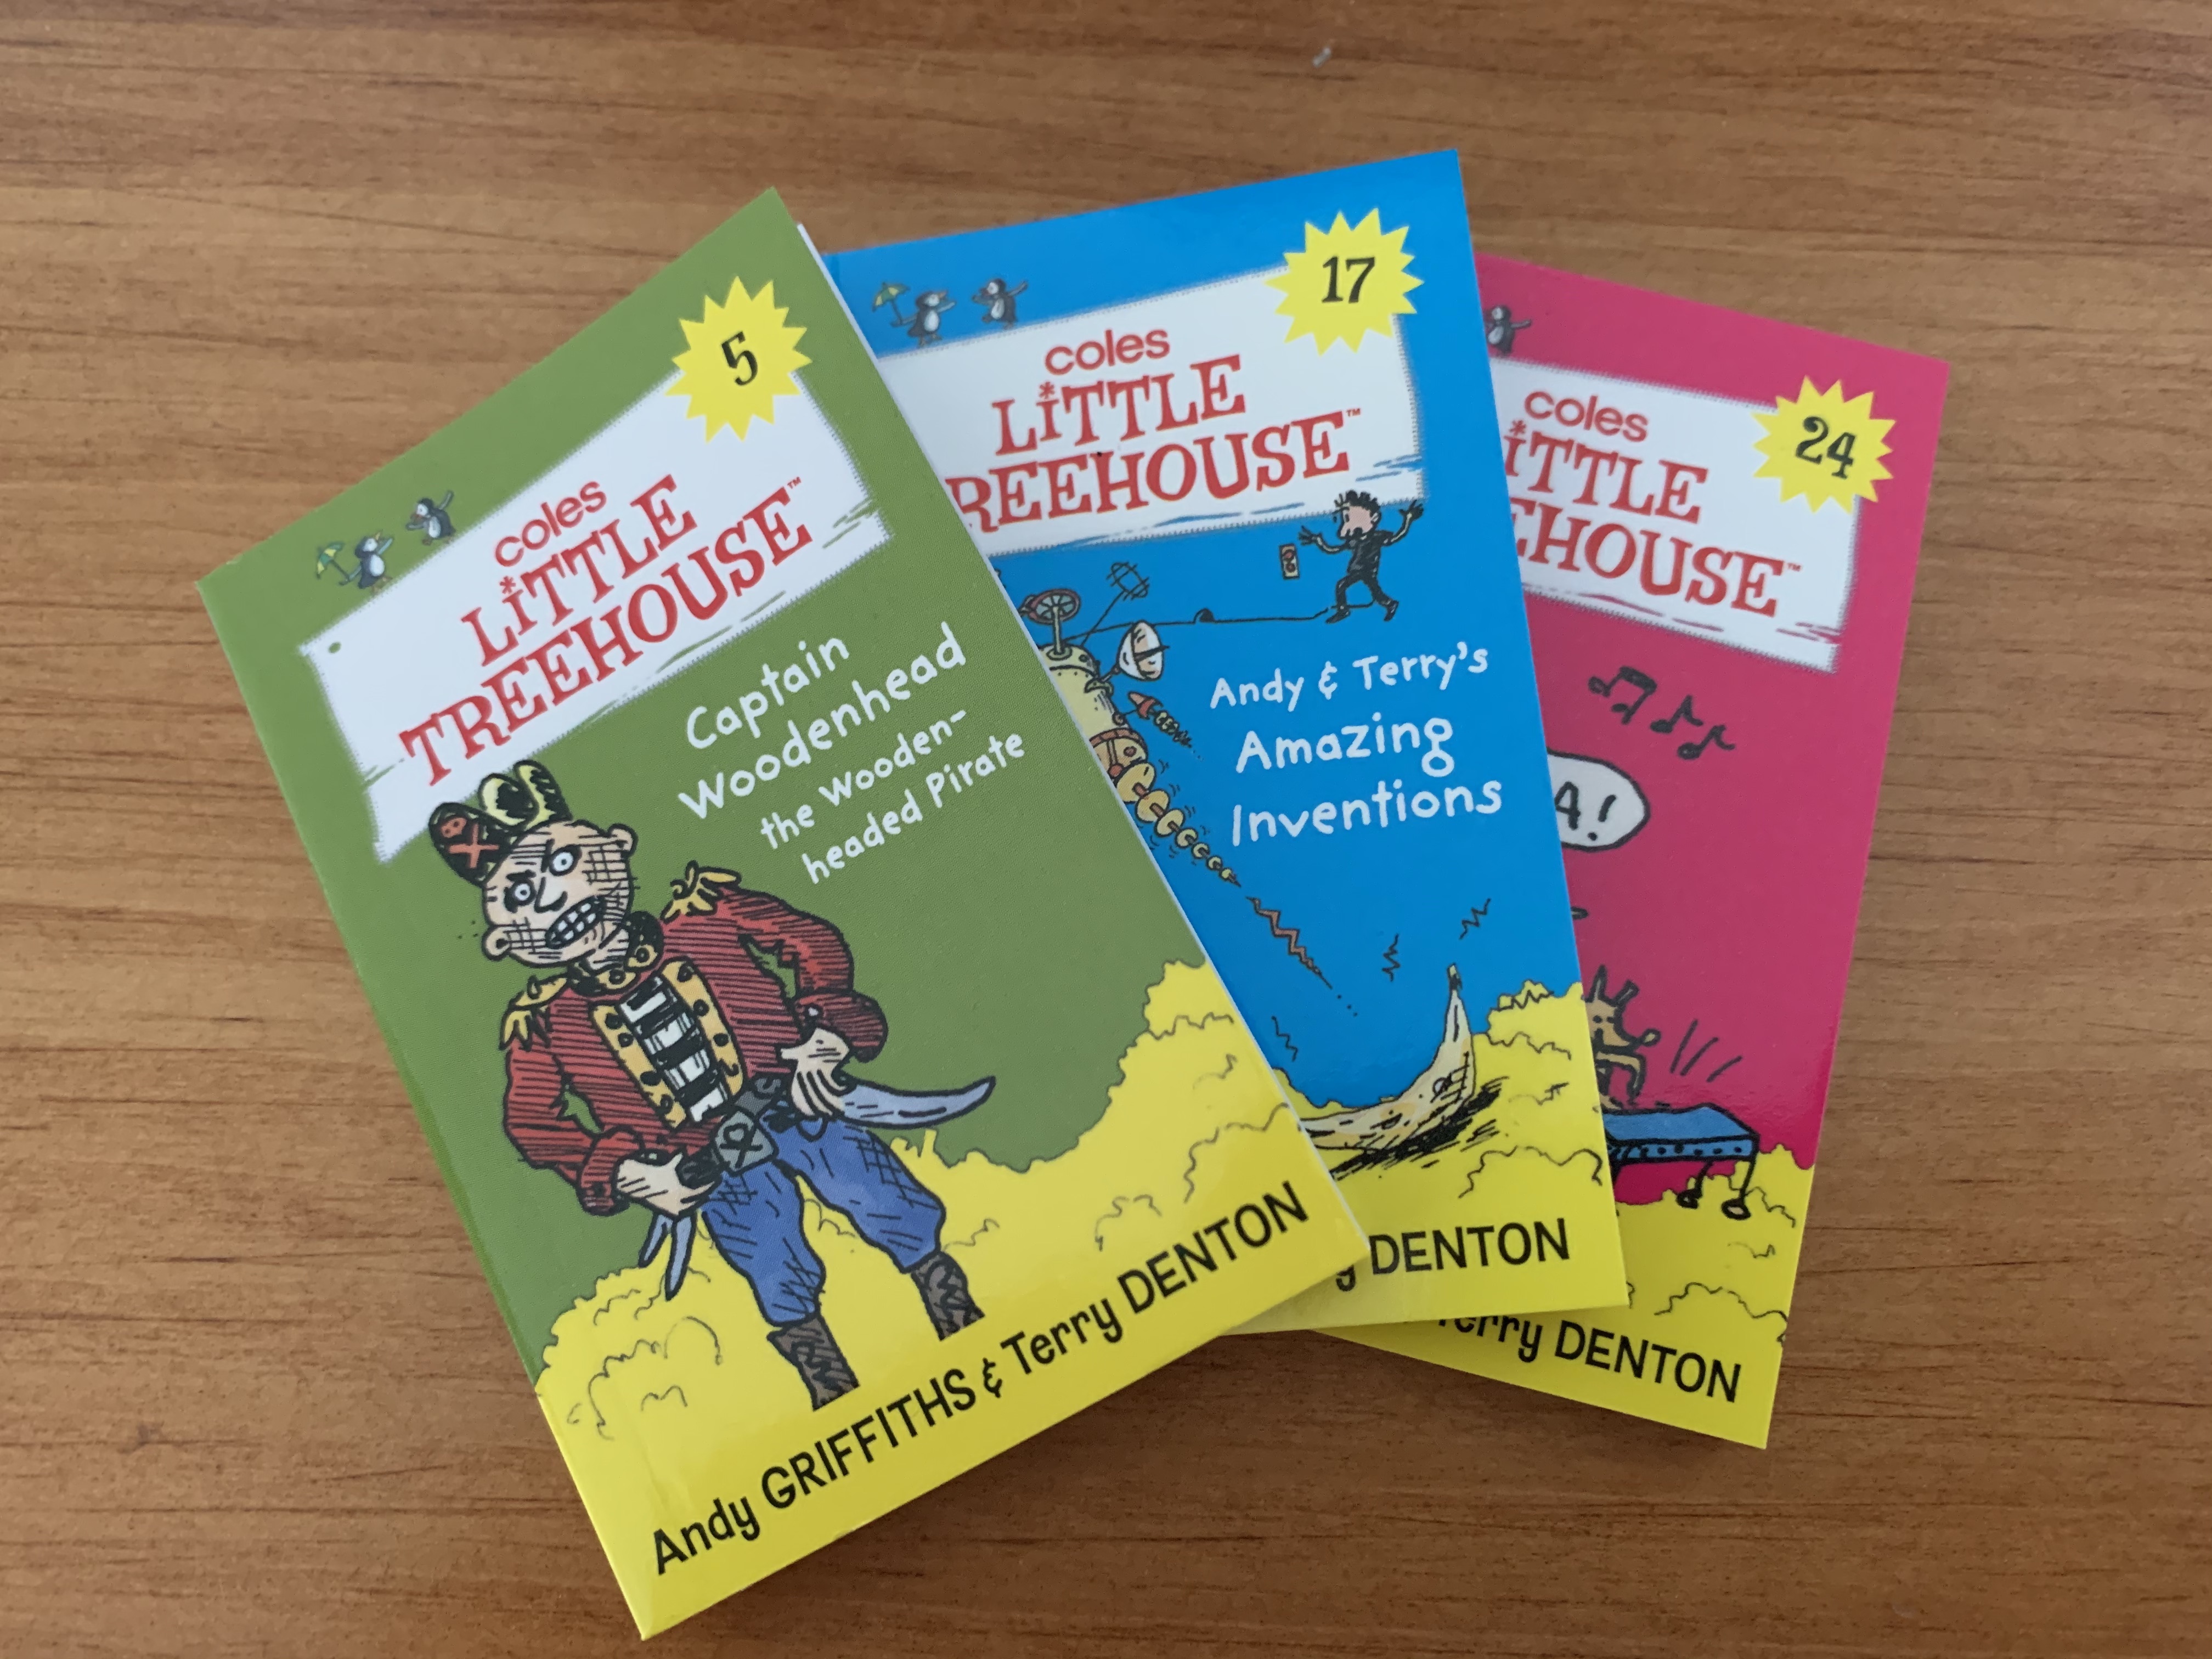 5
coles
LiTTLE
TREEHOUSE™
Captain
Woodenhead
the Wooden-
headed Pirate
Andy GRIFFITHS & Terry DENTON
17
coles
LiTTLE
REEHOUSE™
Andy & Terry's
Amazing
Inventions
DENTON
24
coles
iTTLE
EHOUSE™
A!
Terry DENTON